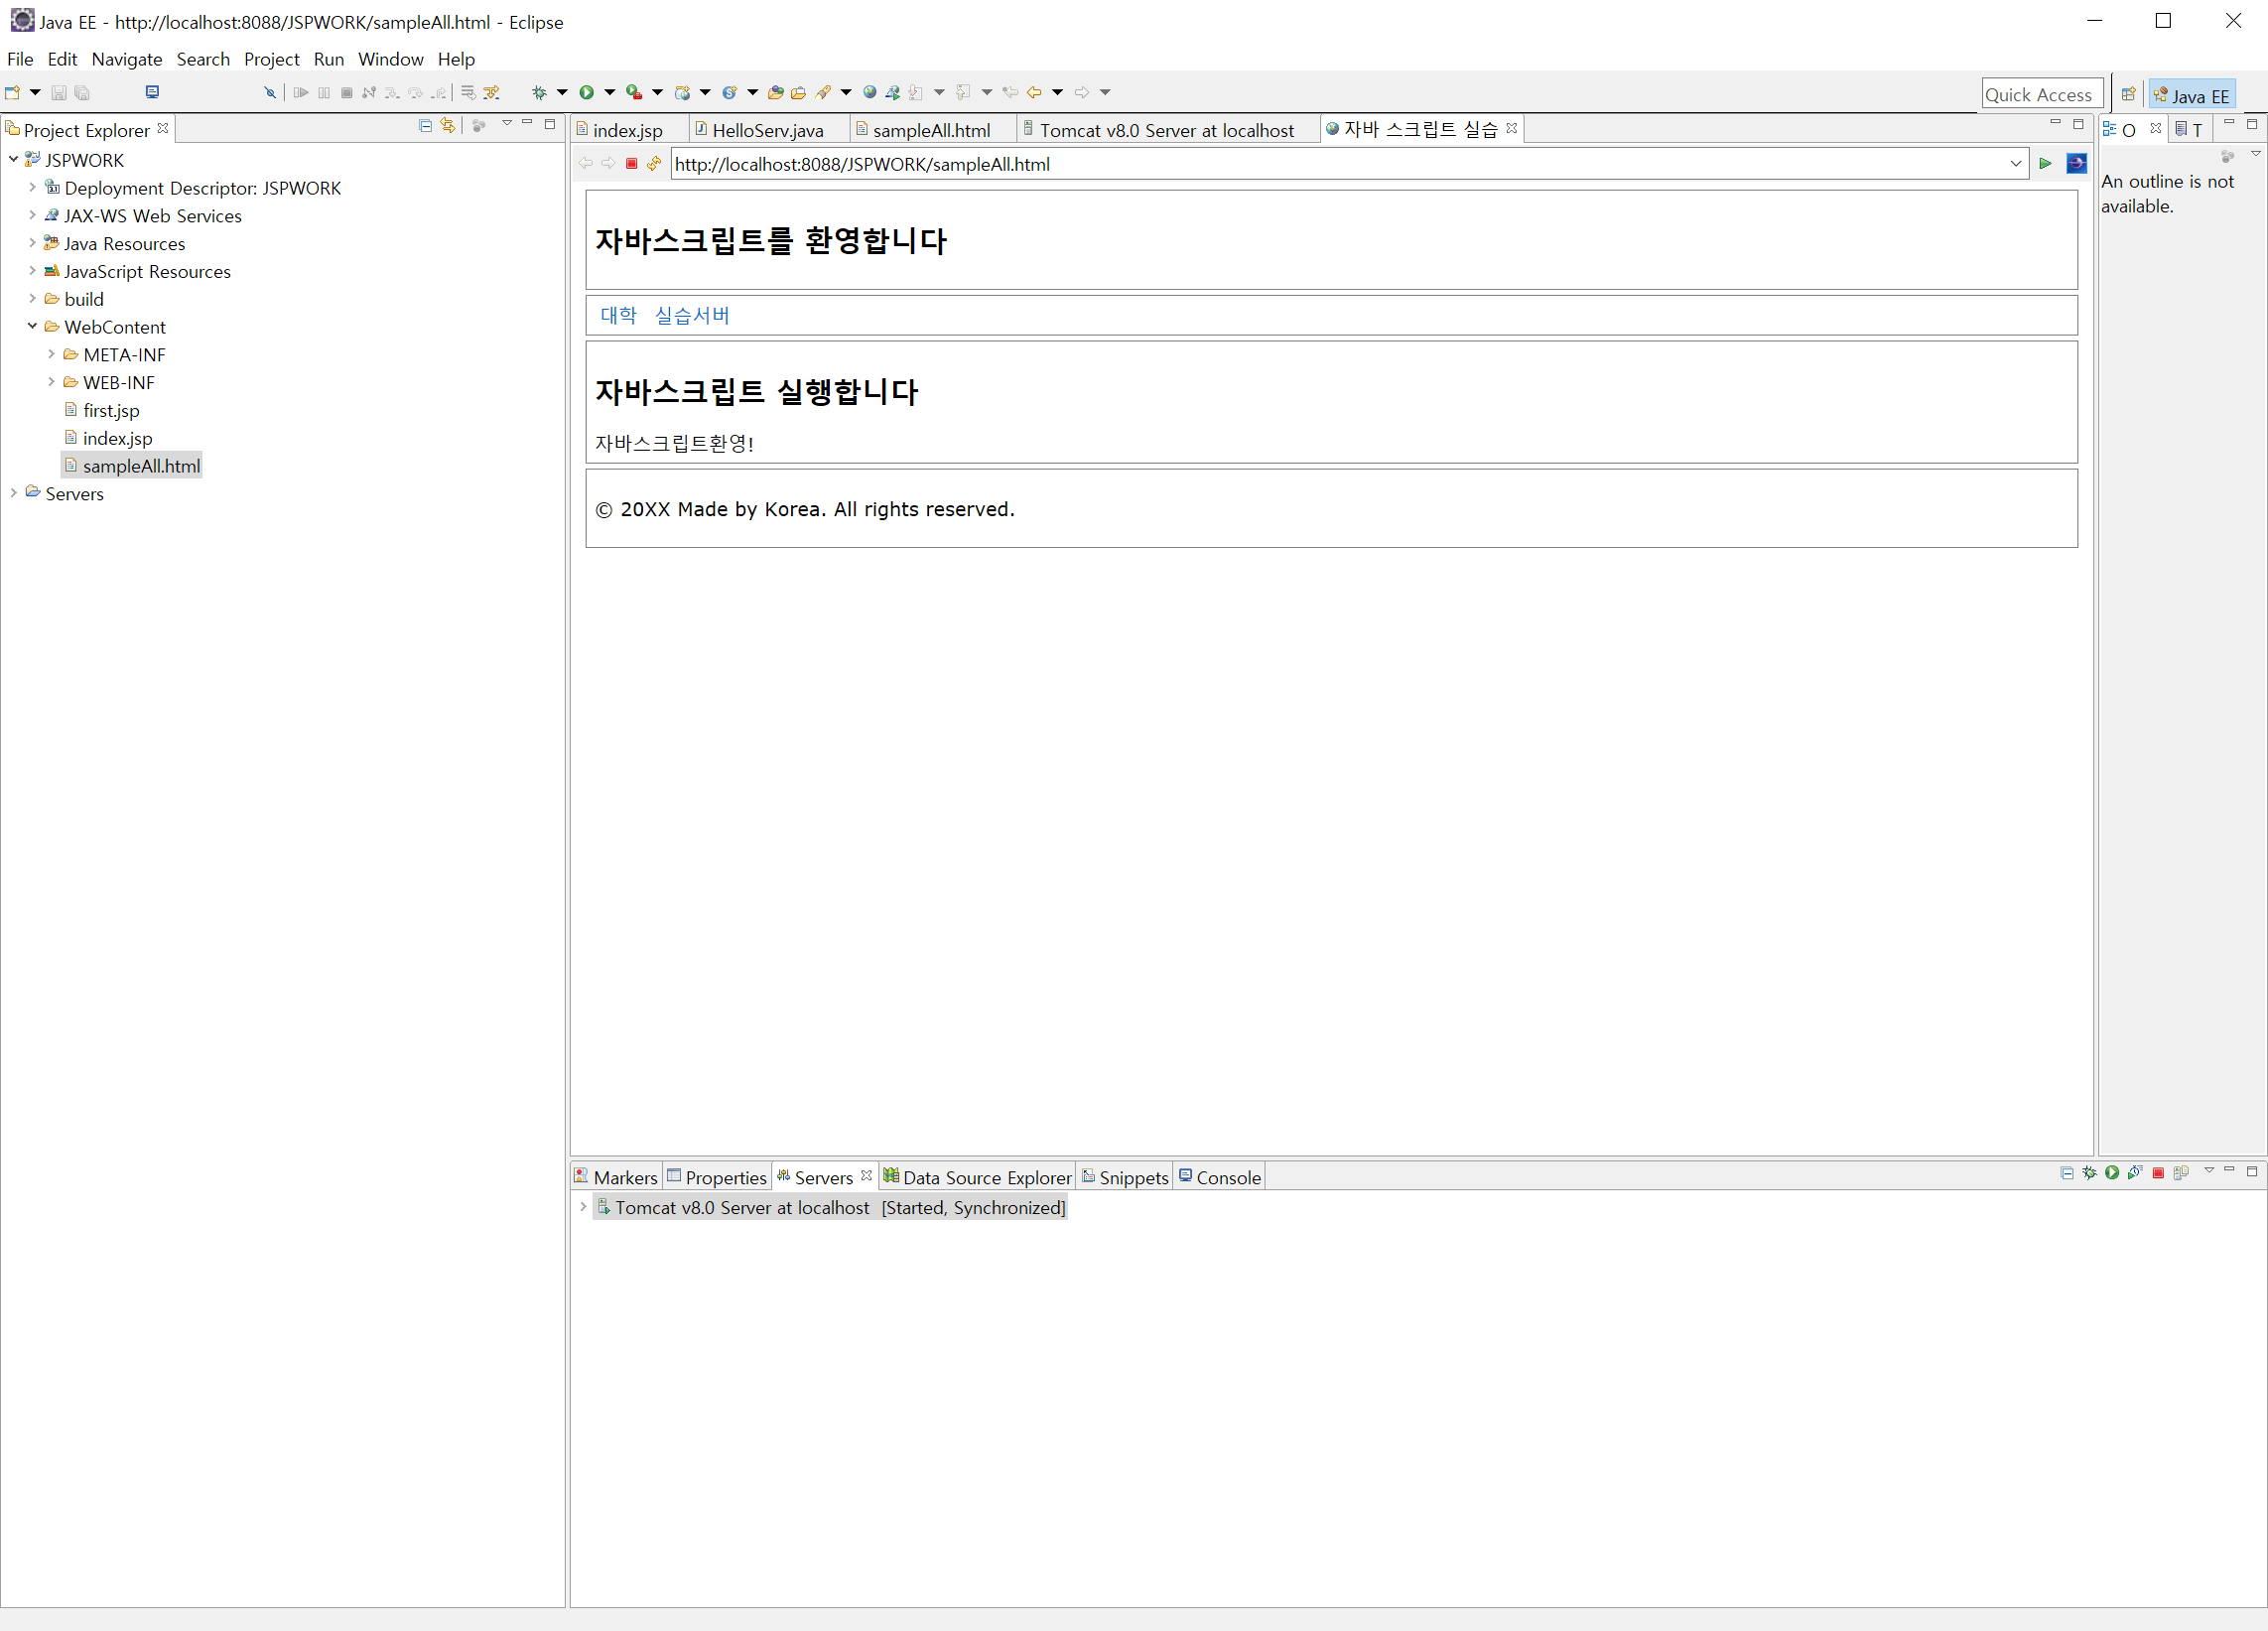 Java EE - http://localhost:8088/JSPWORK/sampleAll.html - Eclipse
File Edit Navigate Search Project Run Window Help
Quick Access
Java EE
Project Explorer
JSPWORK
Deployment Descriptor: JSPWORK
JAX-WS Web Services
Java Resources
JavaScript Resources
build
WebContent
META-INF
WEB-INF
first.jsp
index.jsp
sampleAll.html
Servers
index.jsp HelloServ.java sampleAll.html Tomcat v8.0 Server at localhost 자바 스크립트 실습
http://localhost:8088/JSPWORK/sampleAll.html
자바스크립트를 환영합니다
대학 실습서버
자바스크립트 실행합니다
자바스크립트환영!
© 20XX Made by Korea. All rights reserved.
O T
An outline is not
available.
Markers Properties Servers Data Source Explorer Snippets Console
Tomcat v8.0 Server at localhost [Started, Synchronized]